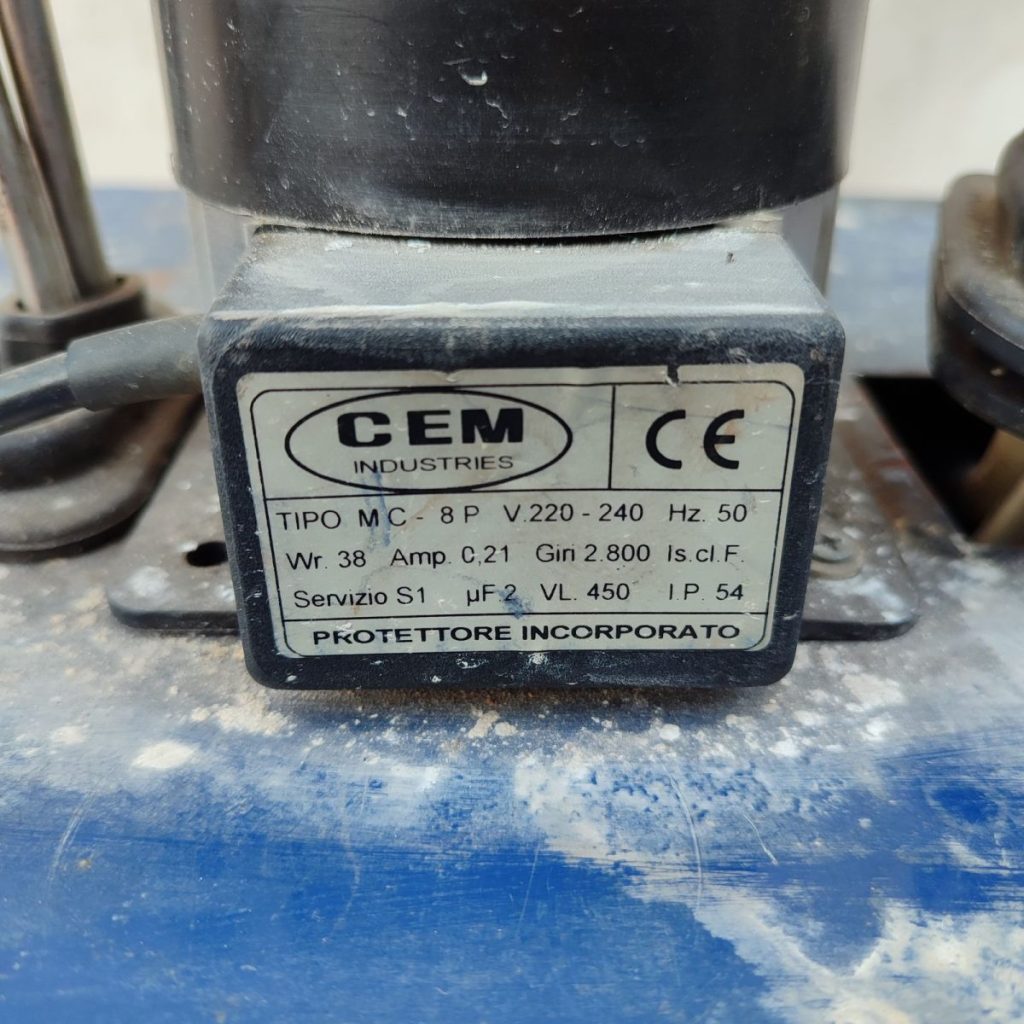 CEM
INDUSTRIES
CE
TIPO MC - 8P V.220 - 240 Hz. 50
Wr. 38 Amp. 0,21 Giri 2.800 Is.cl.F.
Servizio S1 µF 2 VL. 450 I.P. 54
PROTETTORE INCORPORATO